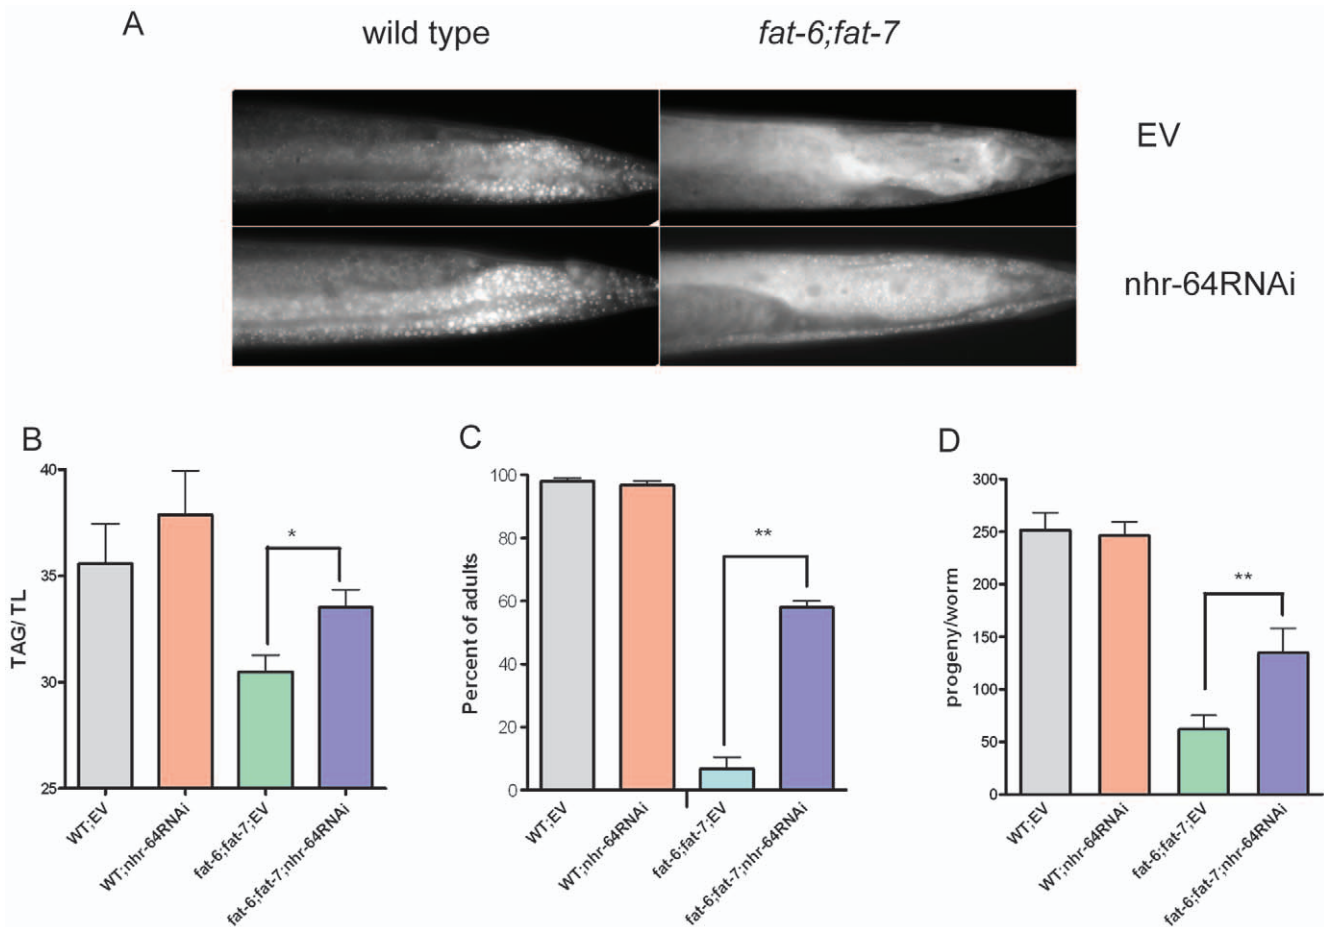 A
wild type
fat-6;fat-7
EV
nhr-64RNAi
B
TAG/ TL
40
35
30
25
*
WT;EV
WT;nhr-64RNAi
fat-6;fat-7;EV
fat-6;fat-7;nhr-64RNAi
C
Percent of adults
100
80
60
40
20
0
**
WT;EV
WT;nhr-64RNAi
fat-6;fat-7;EV
fat-6;fat-7;nhr-64RNAi
D
progeny/worm
300
250
200
150
100
50
0
**
WT;EV
WT;nhr-64RNAi
fat-6;fat-7;EV
fat-6;fat-7;nhr-64RNAi